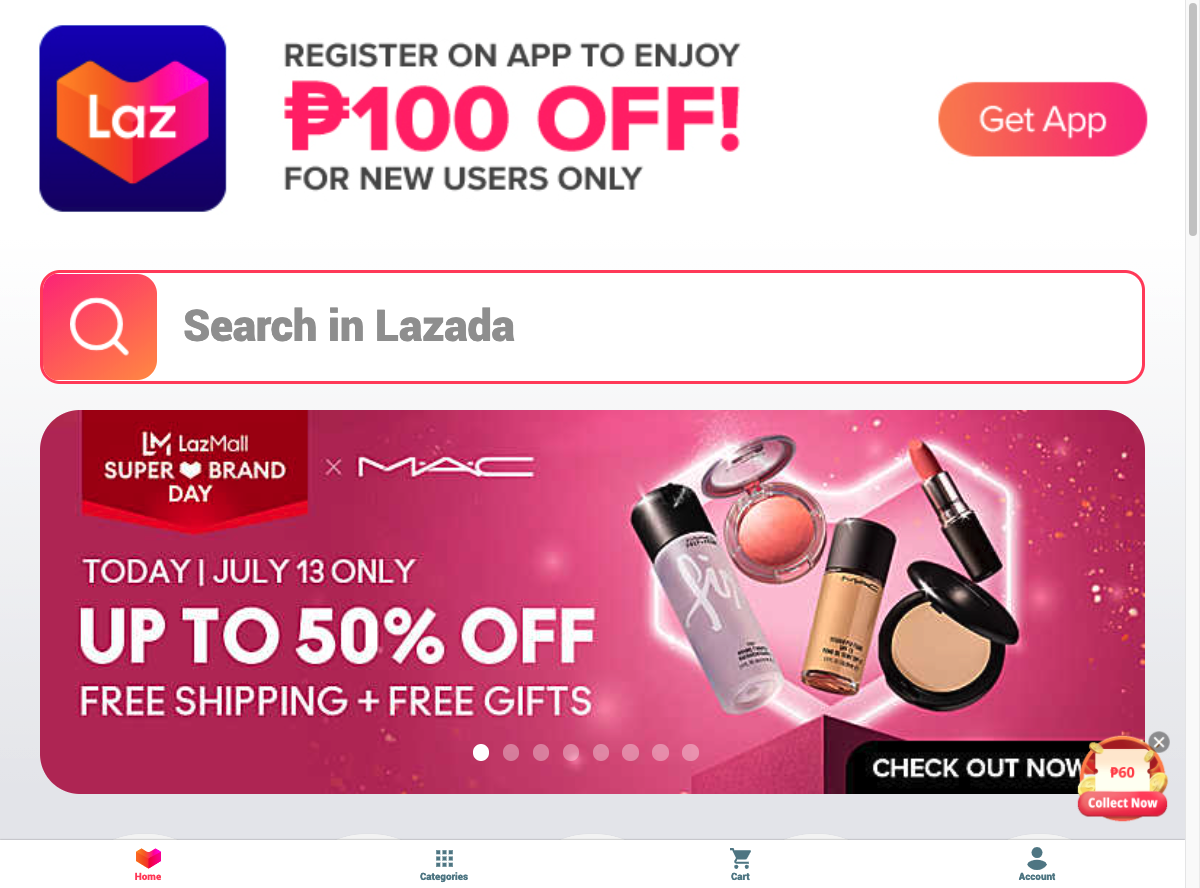 Laz
REGISTER ON APP TO ENJOY
₱100 OFF!
FOR NEW USERS ONLY
Get App
Search in Lazada
LM LazMall
SUPER BRAND
DAY
× MAC
TODAY | JULY 13 ONLY
UP TO 50% OFF
FREE SHIPPING + FREE GIFTS
CHECK OUT NOW
₱60
Collect Now
Home
Categories
Cart
Account